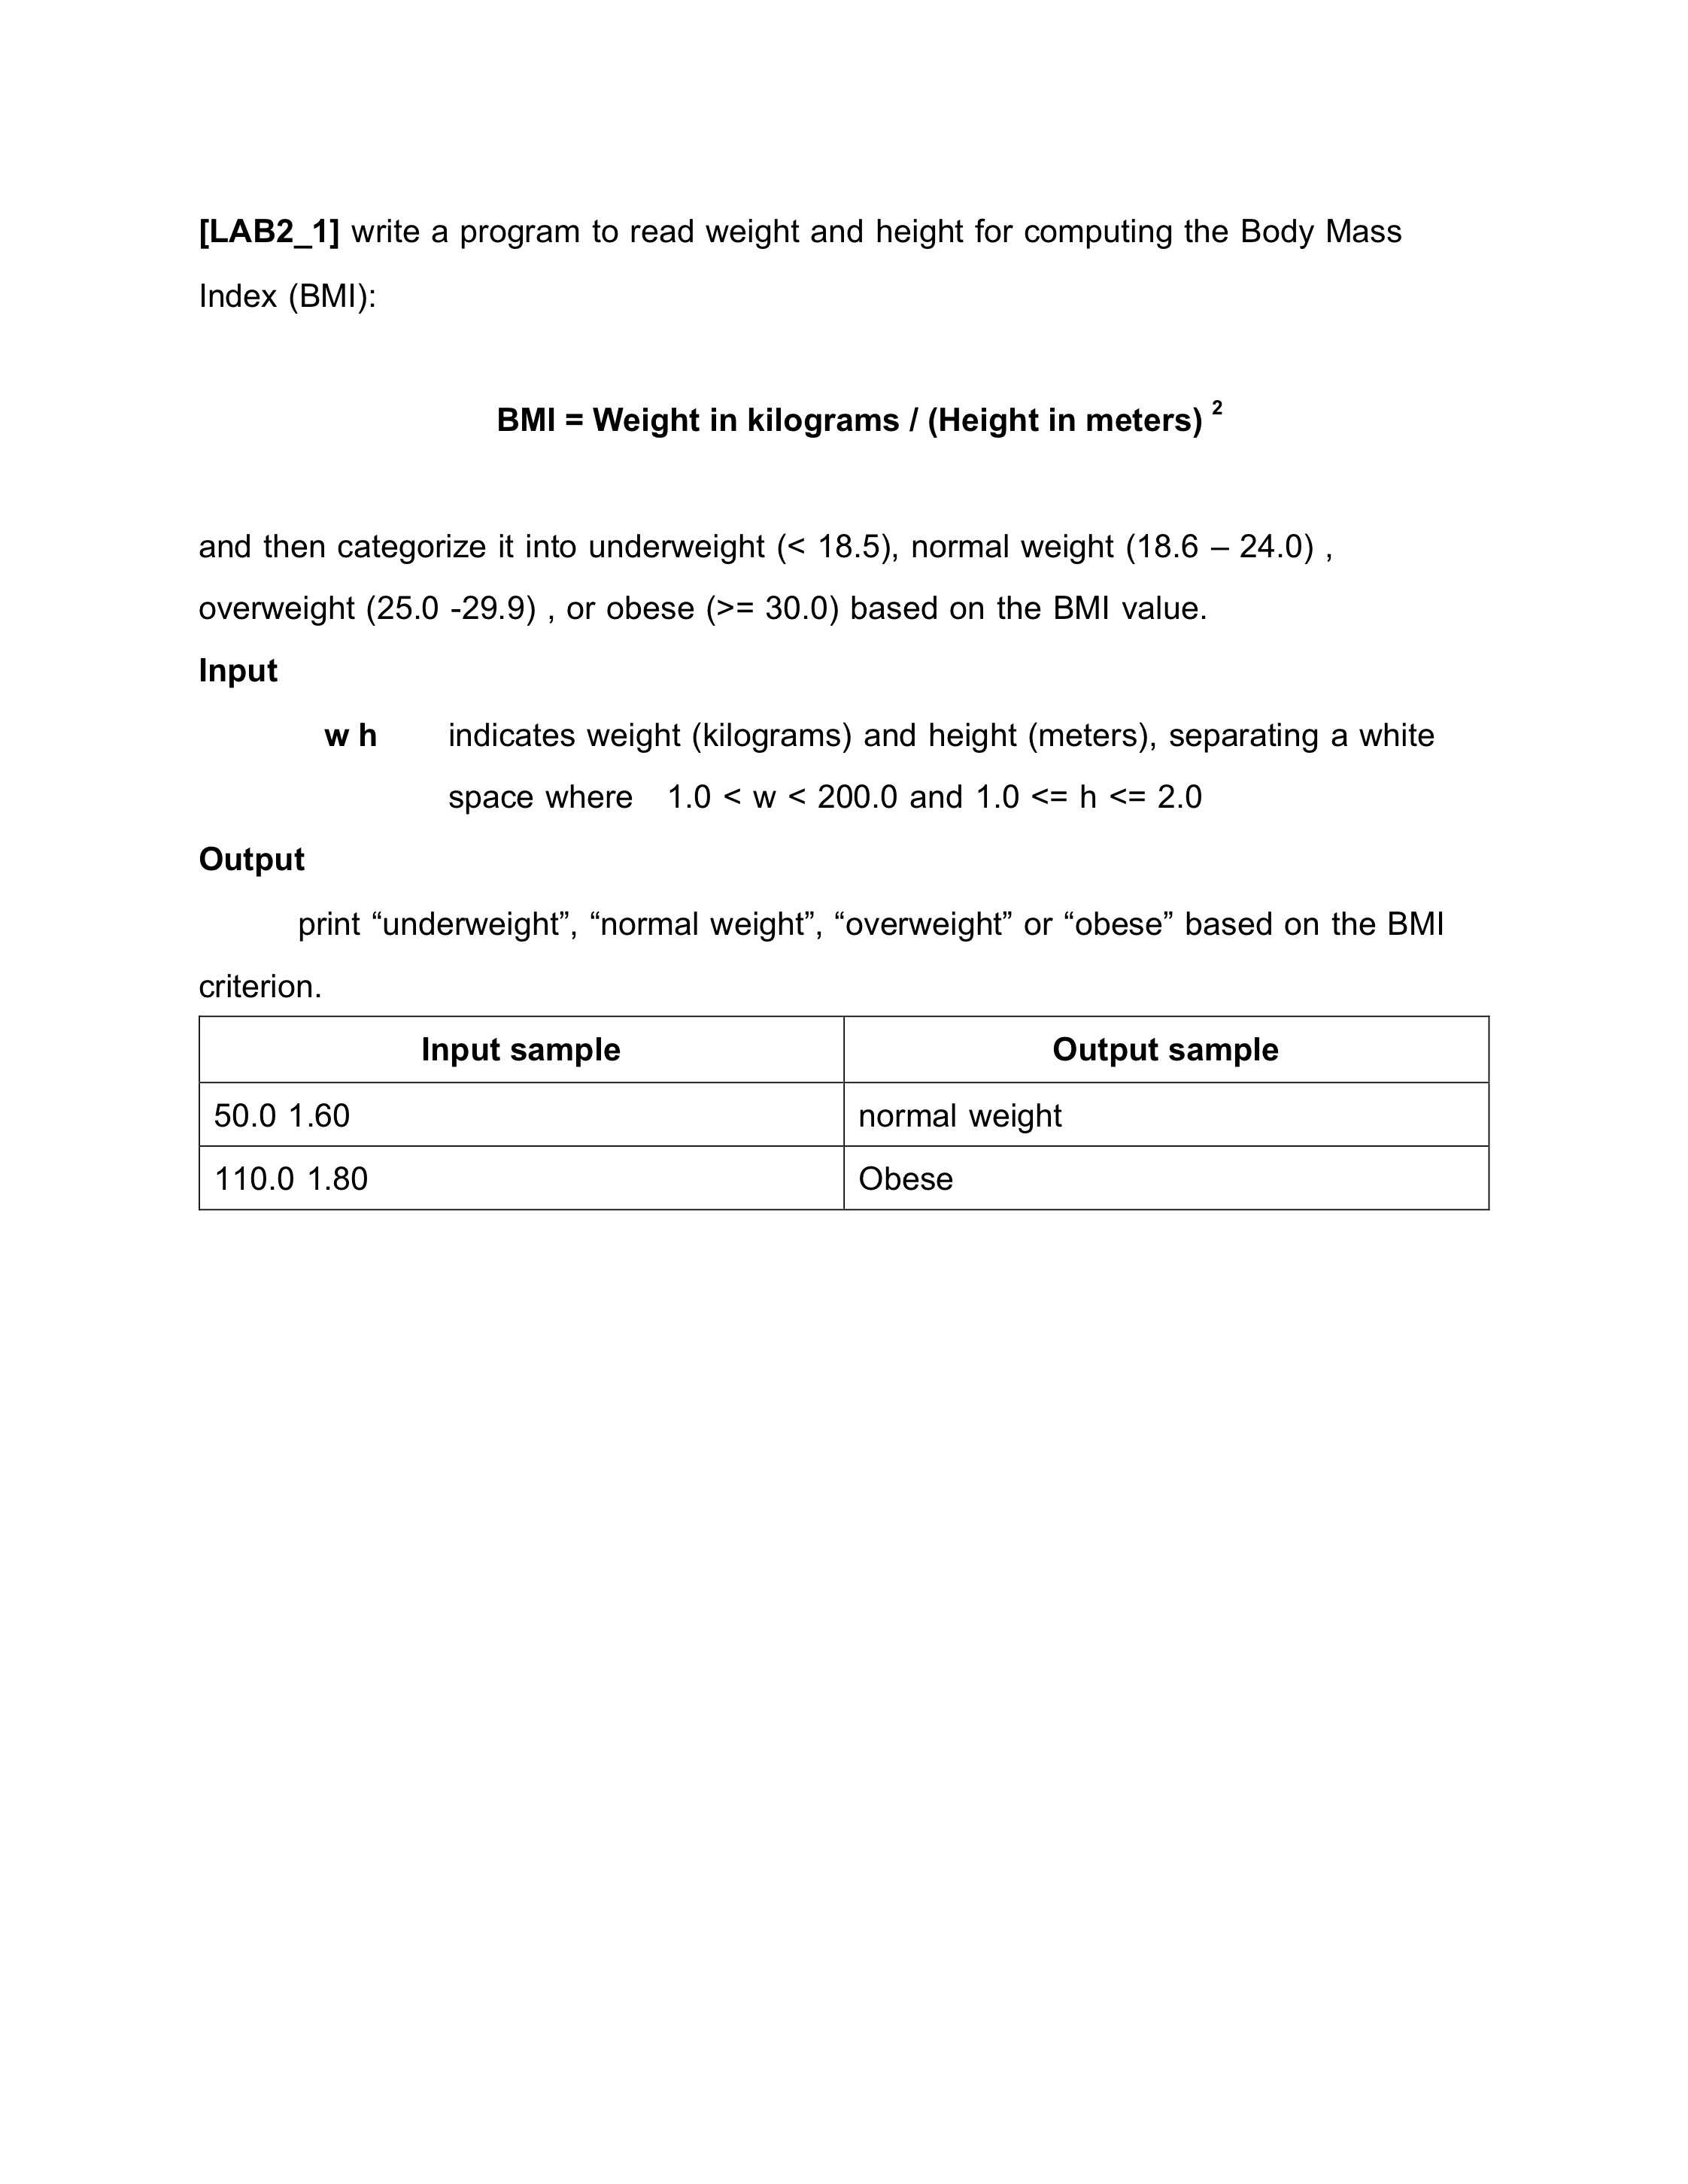 [LAB2_1] write a program to read weight and height for computing the Body Mass
Index (BMI):
BMI = Weight in kilograms / (Height in meters) ²
and then categorize it into underweight (< 18.5), normal weight (18.6 – 24.0) ,
overweight (25.0 -29.9) , or obese (>= 30.0) based on the BMI value.
Input
w h indicates weight (kilograms) and height (meters), separating a white
space where 1.0 < w < 200.0 and 1.0 <= h <= 2.0
Output
print “underweight”, “normal weight”, “overweight” or “obese” based on the BMI
criterion.
Input sample Output sample
50.0 1.60 normal weight
110.0 1.80 Obese